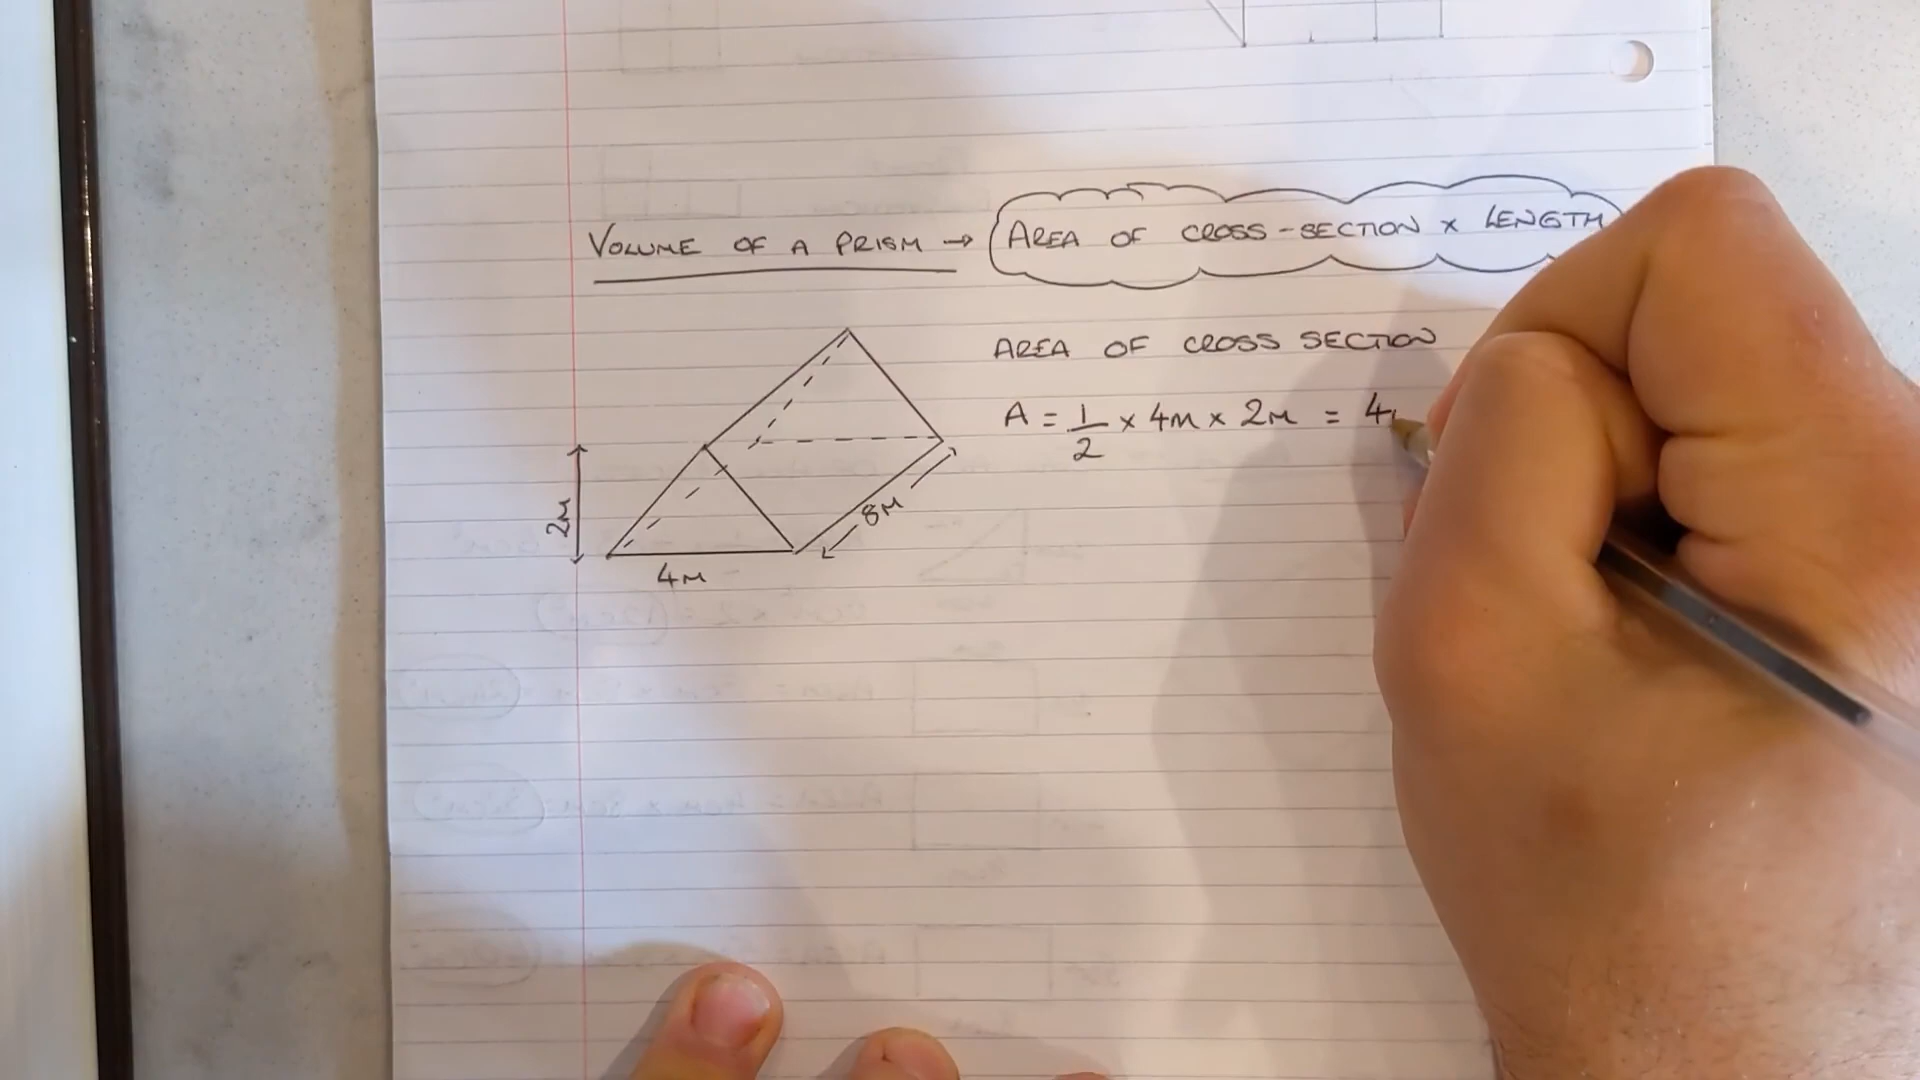 VOLUME OF A PRISM → AREA OF CROSS-SECTION x LENGTH
AREA OF CROSS SECTION
A = 1/2 x 4M x 2M = 4
2M
8M
4M